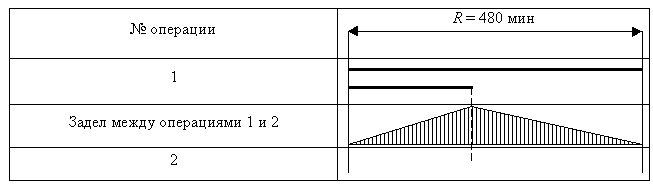 № операции
R = 480 мин
1
Задел между операциями 1 и 2
2